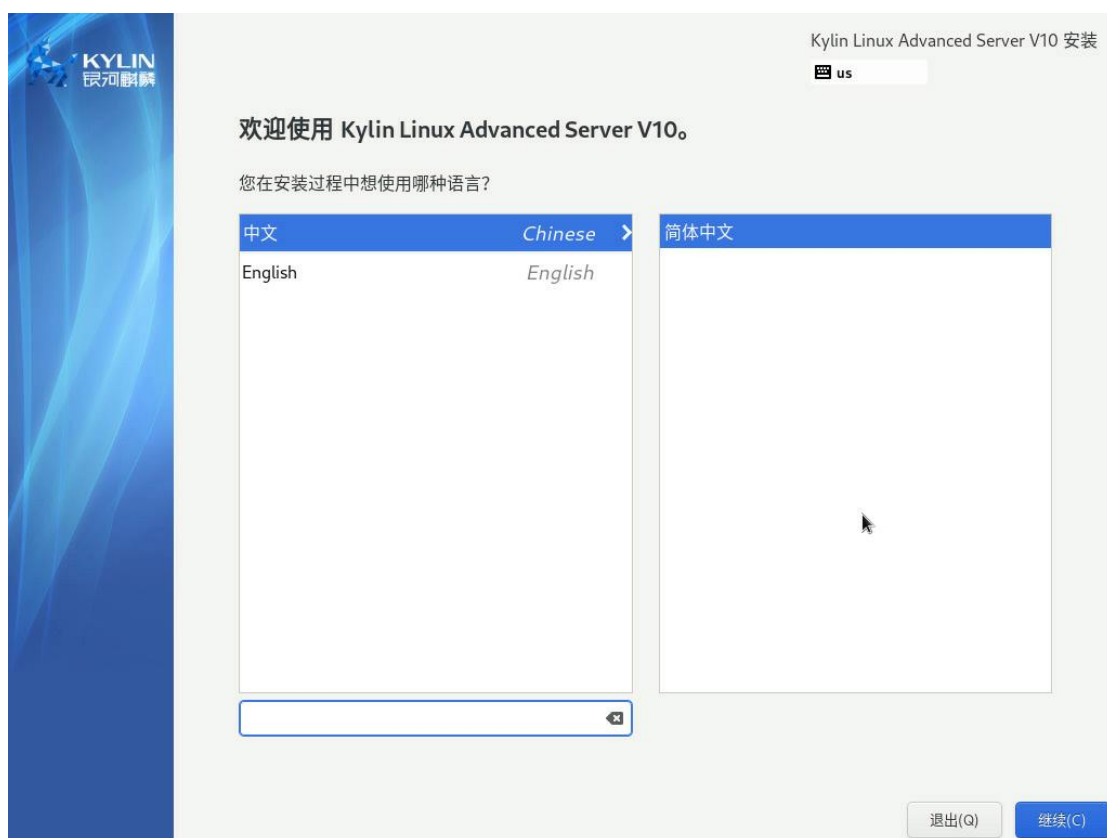 KYLIN
银河麒麟
Kylin Linux Advanced Server V10 安装
us
欢迎使用 Kylin Linux Advanced Server V10。
您在安装过程中想使用哪种语言？
中文 Chinese
简体中文
English English
退出(Q) 继续(C)